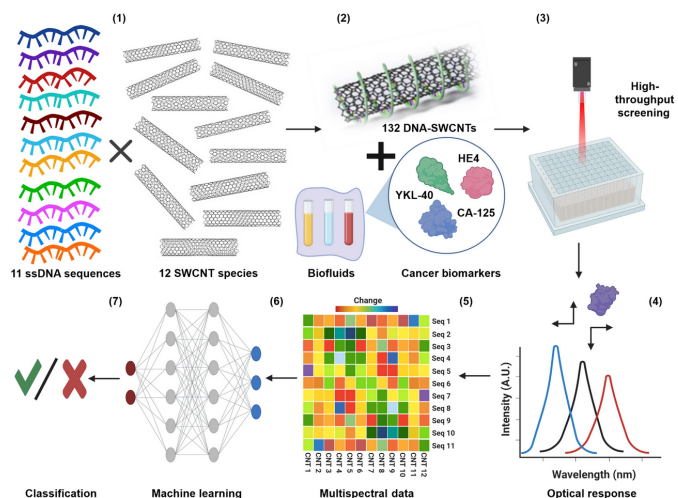 (1)
(2)
(3)
High-
throughput
screening
132 DNA-SWCNTs
HE4
YKL-40
CA-125
11 ssDNA sequences
12 SWCNT species
Biofluids
Cancer biomarkers
(7)
(6)
(5)
(4)
Change
Seq 1
Seq 2
Seq 3
Seq 4
Seq 5
Seq 6
Seq 7
Seq 8
Seq 9
Seq 10
Seq 11
CNT 1
CNT 2
CNT 3
CNT 4
CNT 5
CNT 6
CNT 7
CNT 8
CNT 9
CNT 10
CNT 11
CNT 12
Intensity (A.U.)
Wavelength (nm)
Classification
Machine learning
Multispectral data
Optical response